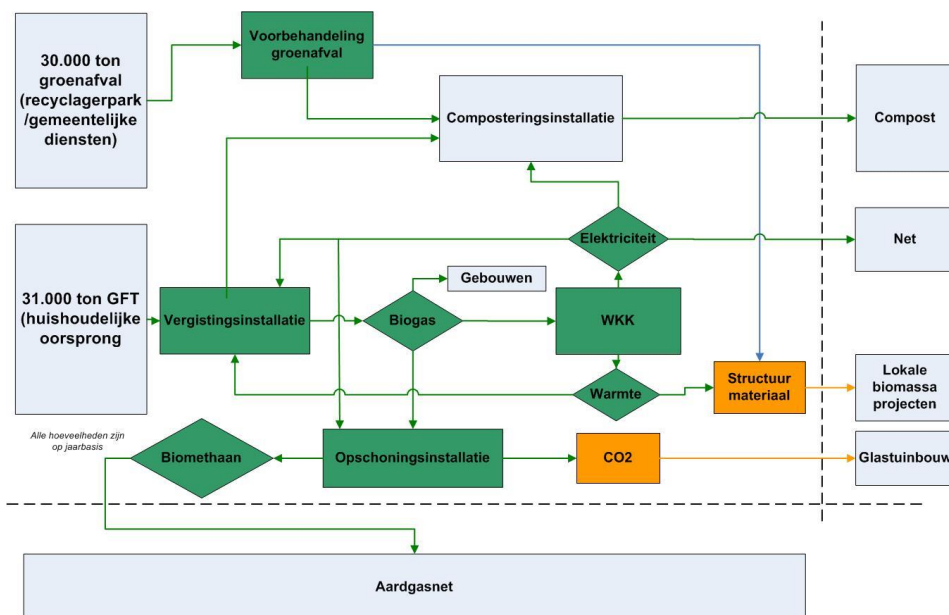 30.000 ton
groenafval
(recyclagerpark
/gemeentelijke
diensten)
Voorbehandeling
groenafval
Composteringsinstallatie
Compost
Elektriciteit
Net
31.000 ton GFT
(huishoudelijke
oorsprong
Vergistingsinstallatie
Biogas
Gebouwen
WKK
Warmte
Structuur
materiaal
Lokale
biomassa
projecten
Alle hoeveelheden zijn
op jaarbasis
Biomethaan
Opschoningsinstallatie
CO2
Glastuinbouw
Aardgasnet